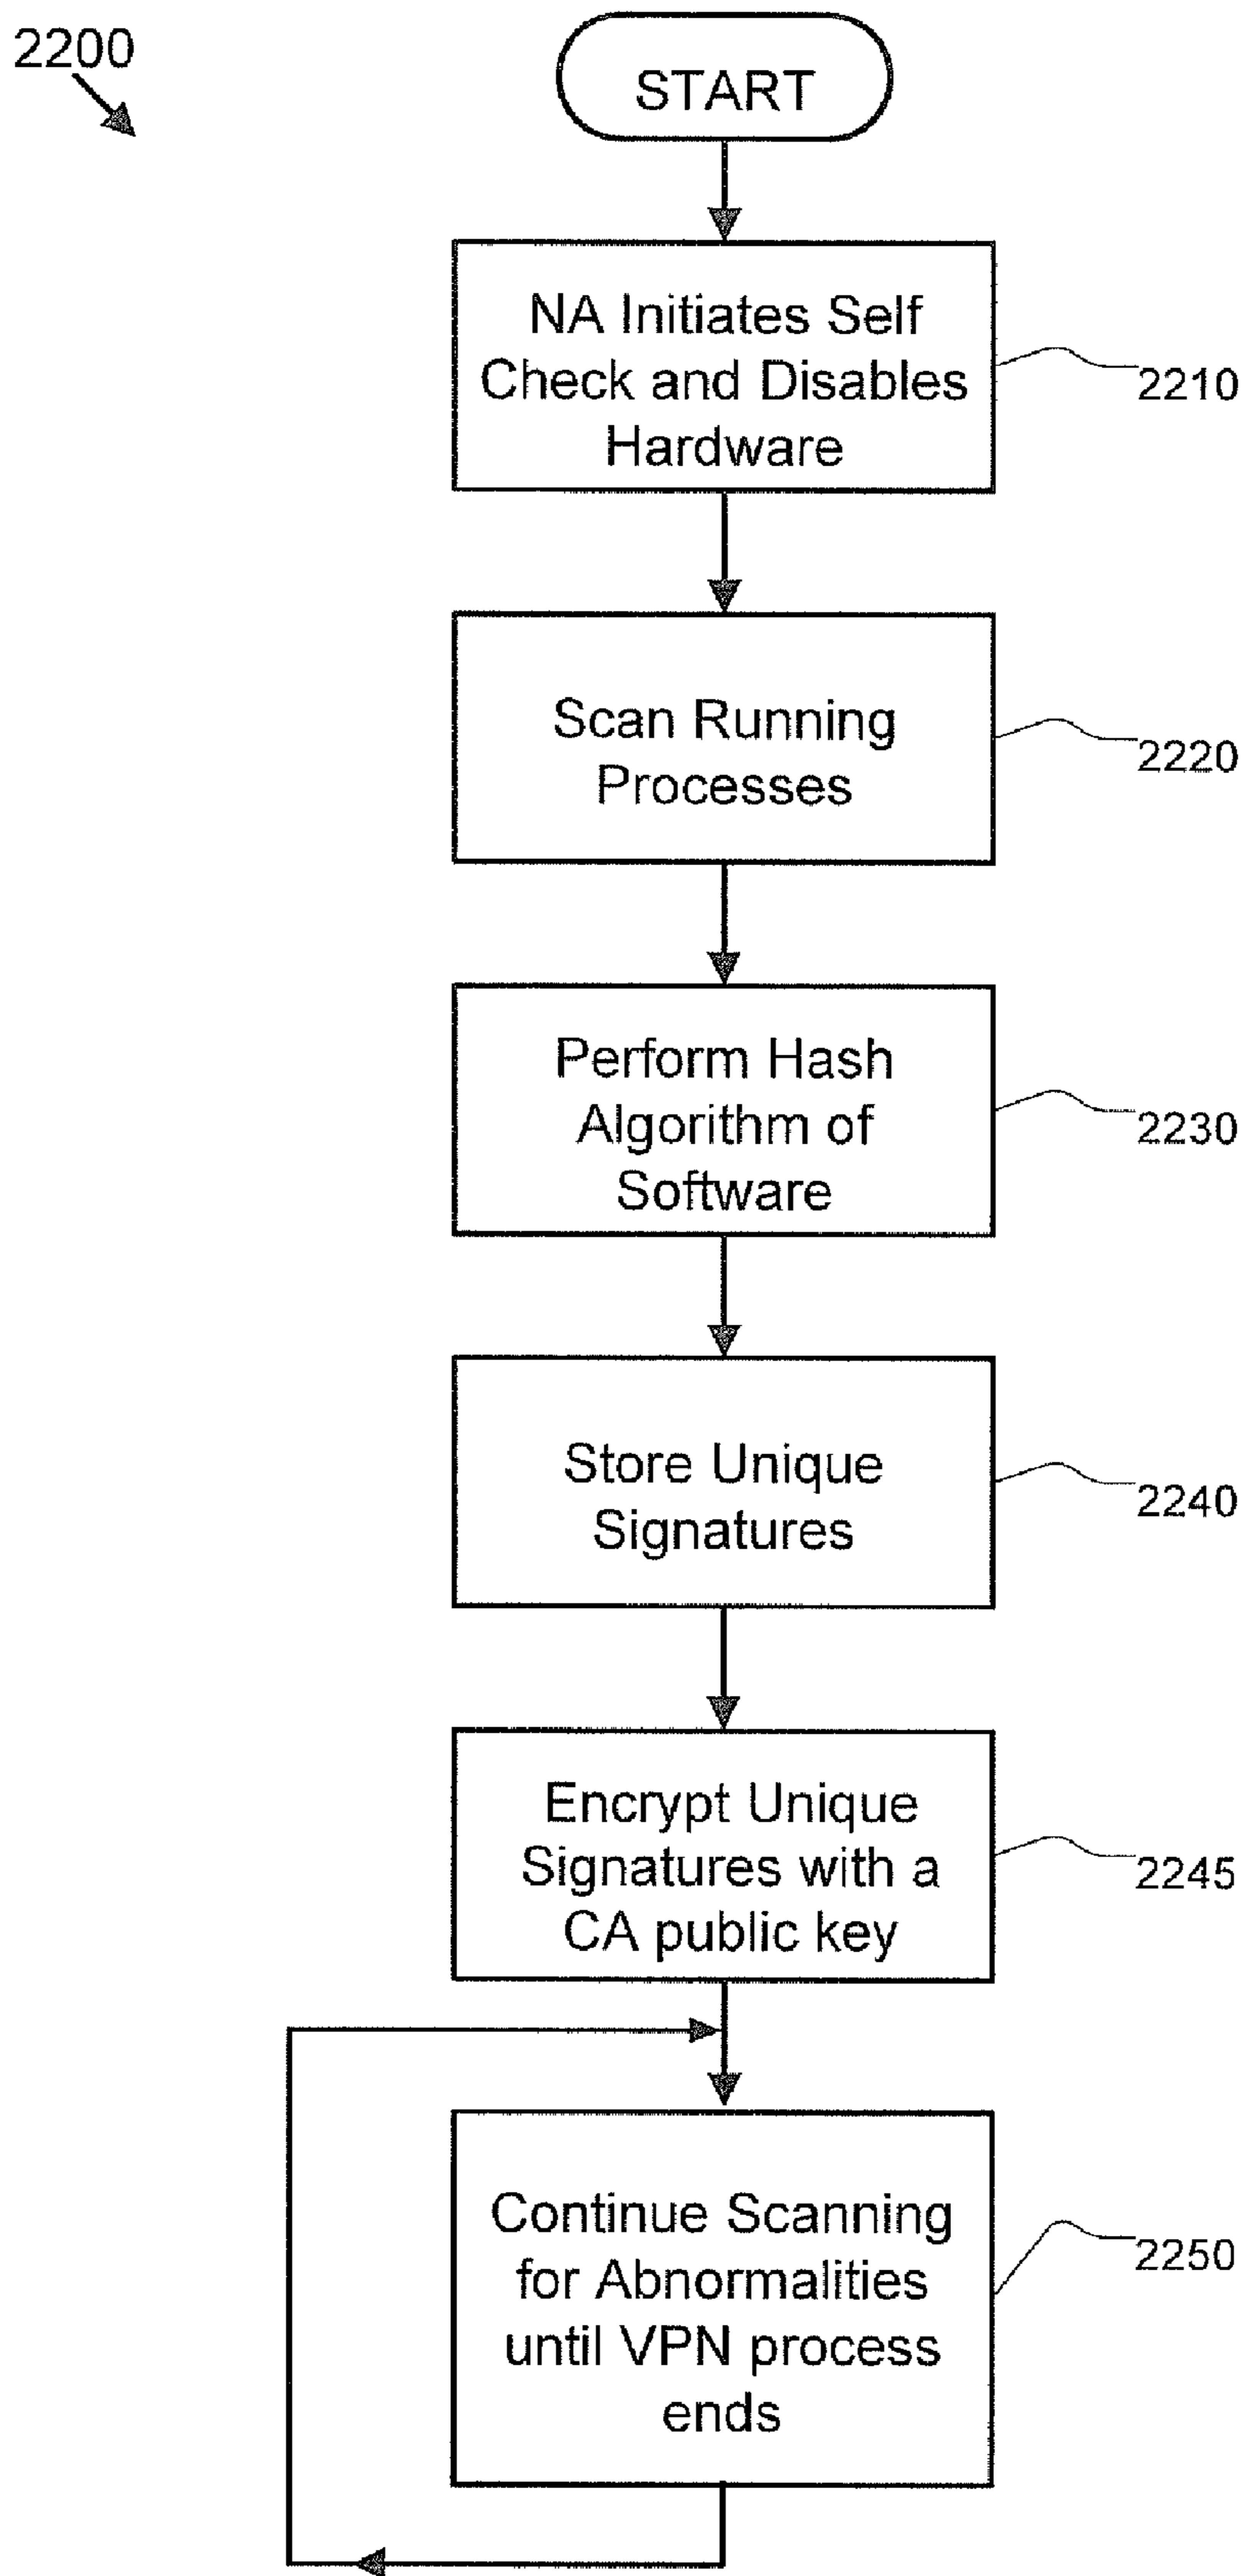 2200
START
NA Initiates Self
Check and Disables
Hardware
2210
Scan Running
Processes
2220
Perform Hash
Algorithm of
Software
2230
Store Unique
Signatures
2240
Encrypt Unique
Signatures with a
CA public key
2245
Continue Scanning
for Abnormalities
until VPN process
ends
2250